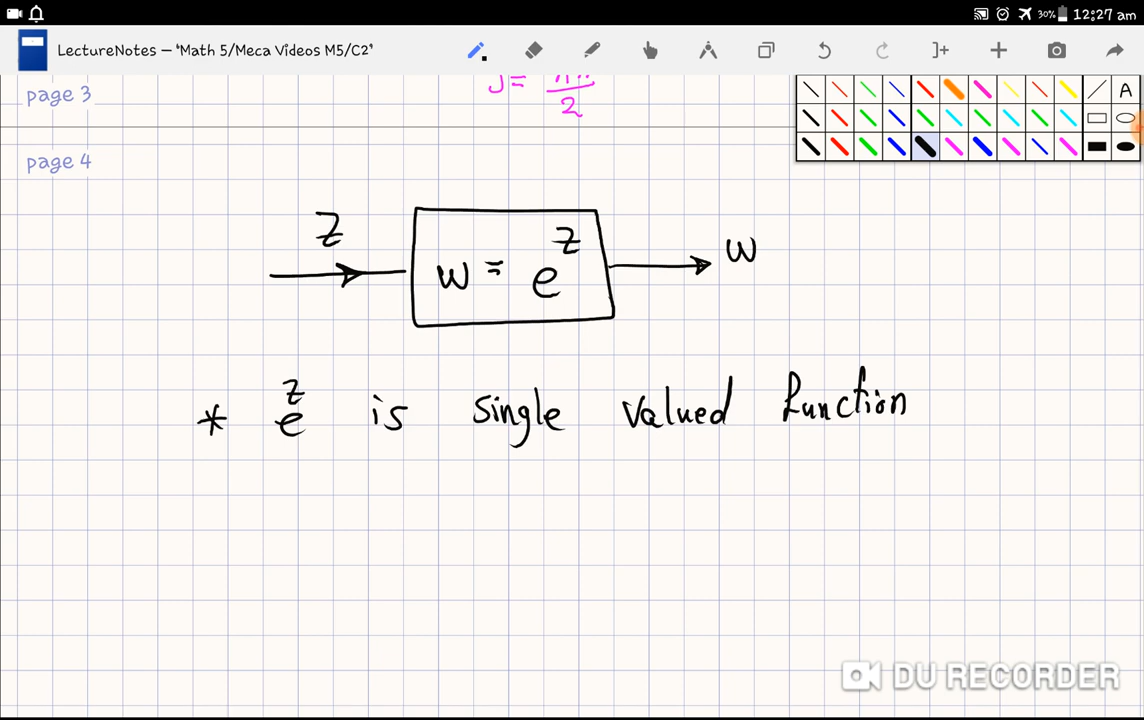 30% 12:27 am
LectureNotes – ‘Math 5/Meca Videos M5/C2’
A
page 3
2
page 4
Z
w = e^z
w
* e^z is single valued function
DU RECORDER